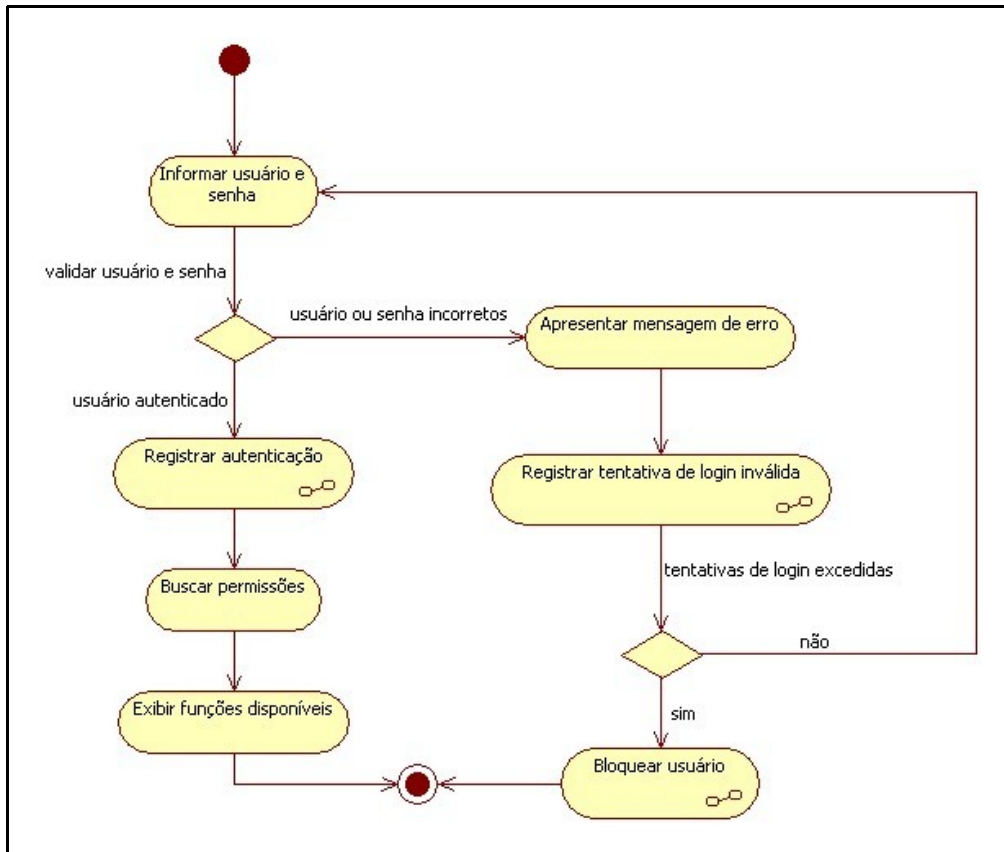 Informar usuário e
senha
validar usuário e senha
usuário ou senha incorretos
Apresentar mensagem de erro
usuário autenticado
Registrar autenticação
Registrar tentativa de login inválida
Buscar permissões
tentativas de login excedidas
não
Exibir funções disponíveis
sim
Bloquear usuário